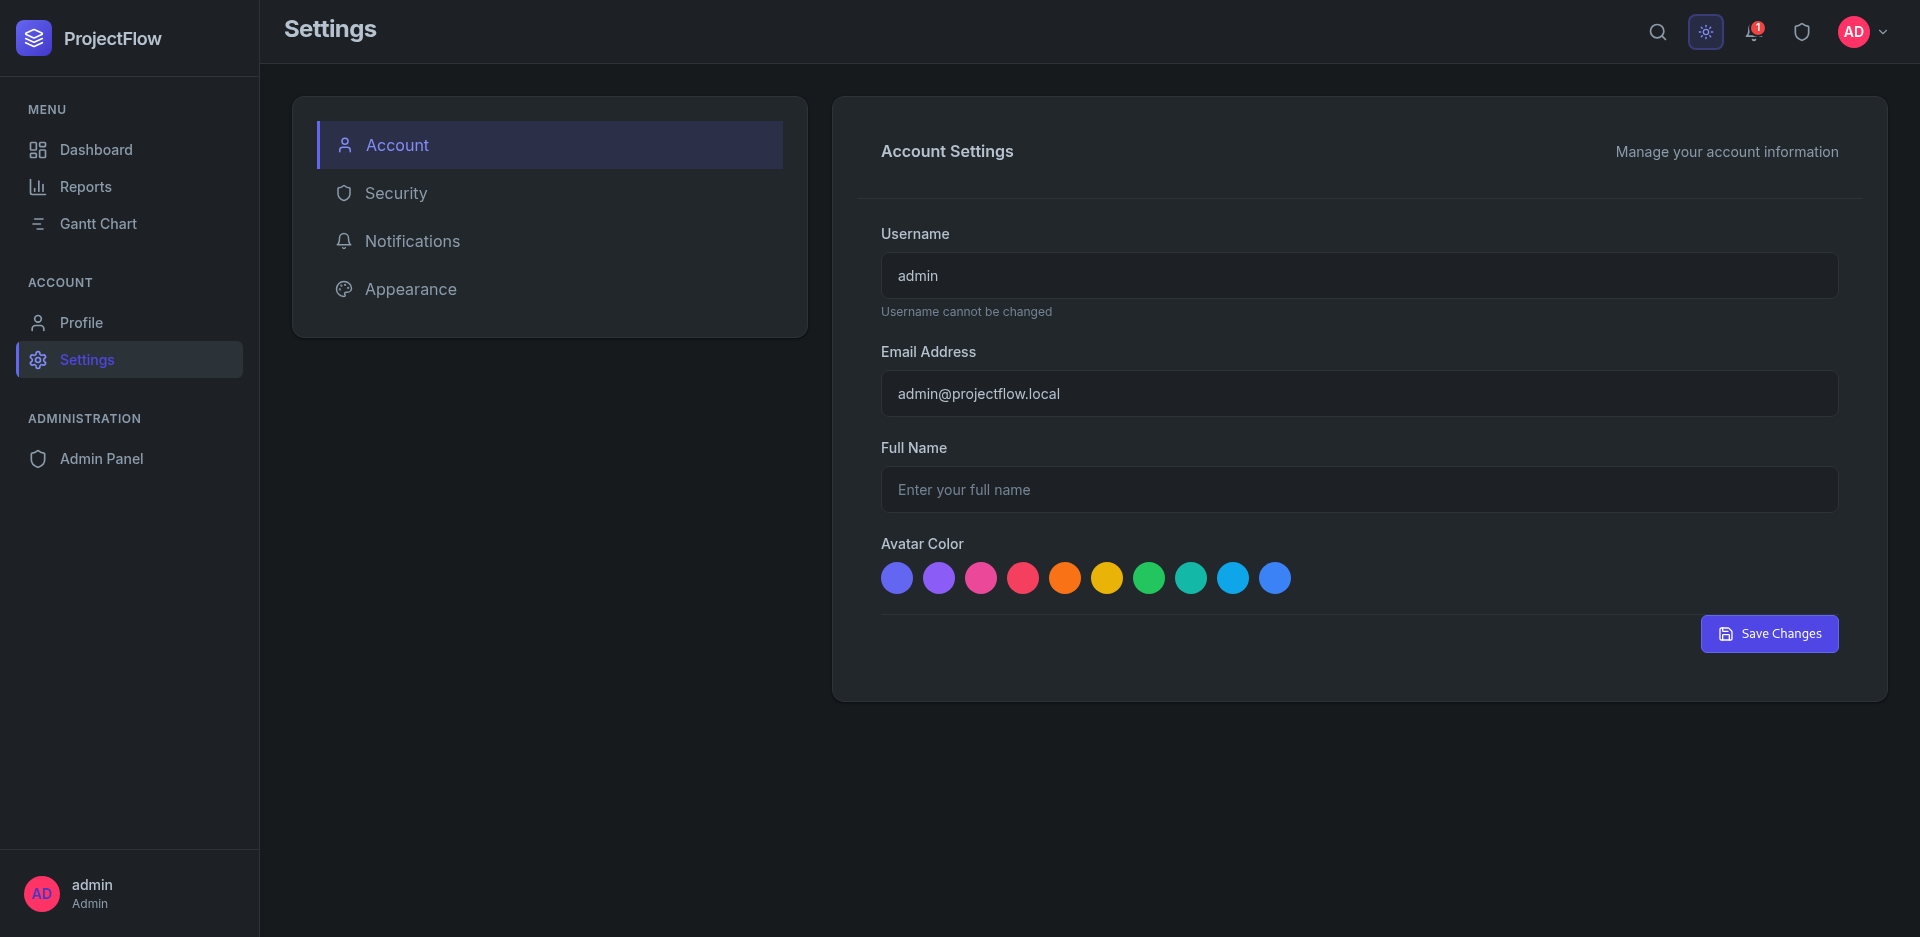 ProjectFlow
MENU
Dashboard
Reports
Gantt Chart
ACCOUNT
Profile
Settings
ADMINISTRATION
Admin Panel
AD
admin
Admin
Settings
1
AD
Account
Security
Notifications
Appearance
Account Settings
Manage your account information
Username
admin
Username cannot be changed
Email Address
admin@projectflow.local
Full Name
Enter your full name
Avatar Color
Save Changes